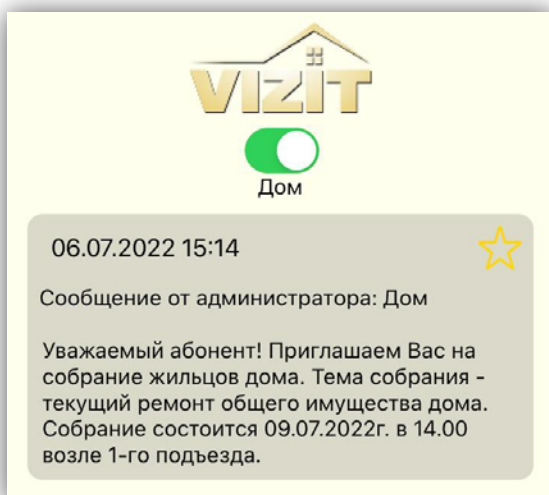 VIZIT
Дом
06.07.2022 15:14
Сообщение от администратора: Дом
Уважаемый абонент! Приглашаем Вас на
собрание жильцов дома. Тема собрания -
текущий ремонт общего имущества дома.
Собрание состоится 09.07.2022г. в 14.00
возле 1-го подъезда.